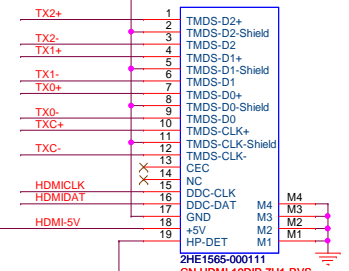 TX2+ 1 TMDS-D2+
2 TMDS-D2-Shield
TX2- 3 TMDS-D2
TX1+ 4 TMDS-D1+
5 TMDS-D1-Shield
TX1- 6 TMDS-D1
TX0+ 7 TMDS-D0+
8 TMDS-D0-Shield
TX0- 9 TMDS-D0
TXC+ 10 TMDS-CLK+
11 TMDS-CLK-Shield
TXC- 12 TMDS-CLK-
13 CEC
14 NC
HDMICLK 15 DDC-CLK
HDMIDAT 16 DDC-DAT M4 M4
17 GND M3 M3
HDMI-5V 18 +5V M2 M2
19 HP-DET M1 M1
2HE1565-000111